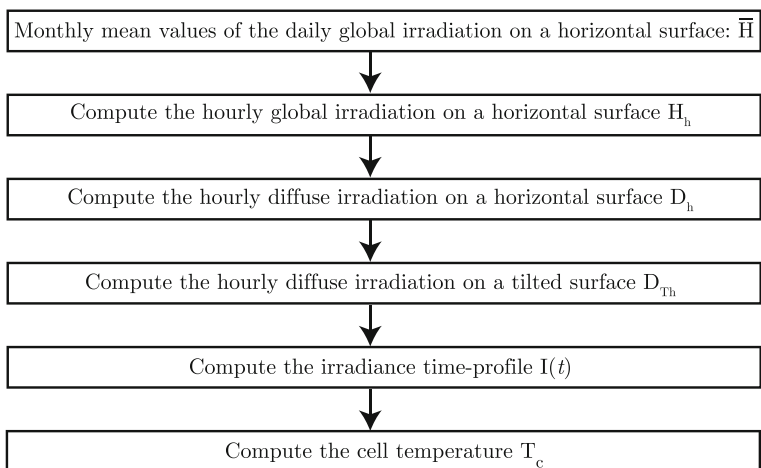 Monthly mean values of the daily global irradiation on a horizontal surface: H̅
Compute the hourly global irradiation on a horizontal surface Hₕ
Compute the hourly diffuse irradiation on a horizontal surface Dₕ
Compute the hourly diffuse irradiation on a tilted surface D_Th
Compute the irradiance time-profile I(t)
Compute the cell temperature T_c